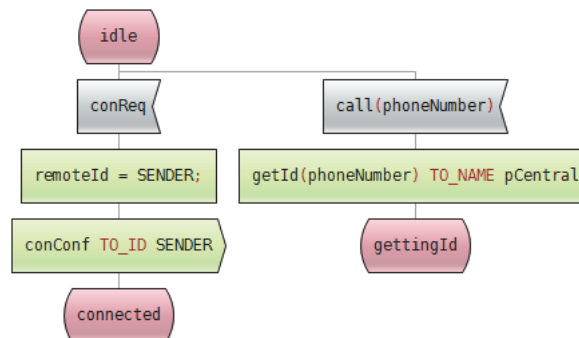 idle
conReq
call(phoneNumber)
remoteId = SENDER;
getId(phoneNumber) TO_NAME pCentral
conConf TO_ID SENDER
gettingId
connected